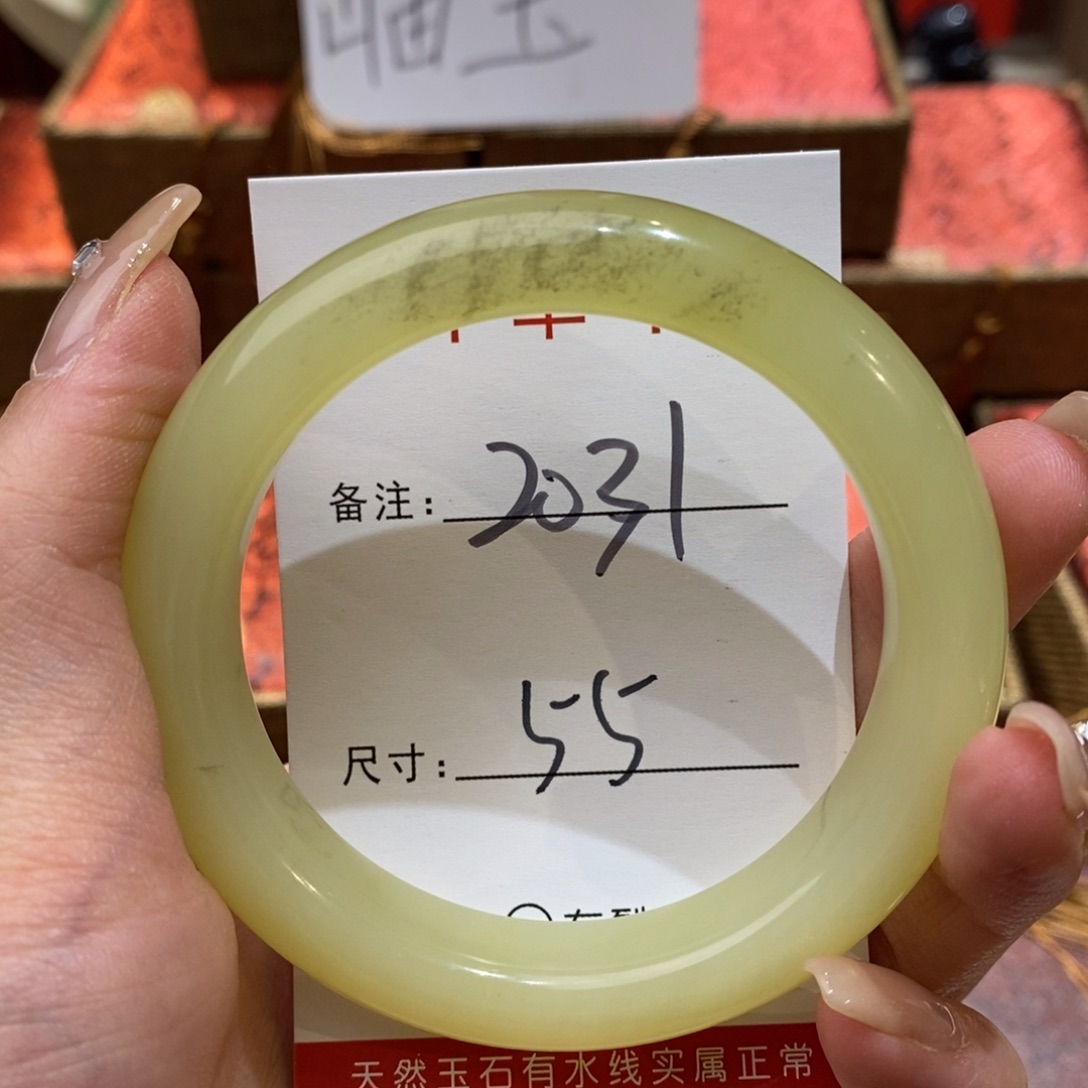 岫玉
备注: 2031
尺寸: 55
天然玉石有水线实属正常